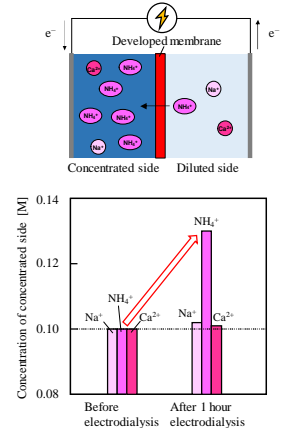 e⁻
e⁻
Developed membrane
Ca²⁺
NH₄⁺
NH₄⁺
Na⁺
NH₄⁺
NH₄⁺
NH₄⁺
NH₄⁺
Ca²⁺
Na⁺
NH₄⁺
Concentrated side
Diluted side
Concentration of concentrated side [M]
0.14
0.12
0.10
0.08
NH₄⁺
Na⁺
NH₄⁺
Ca²⁺
Na⁺
Ca²⁺
Before
electrodialysis
After 1 hour
electrodialysis